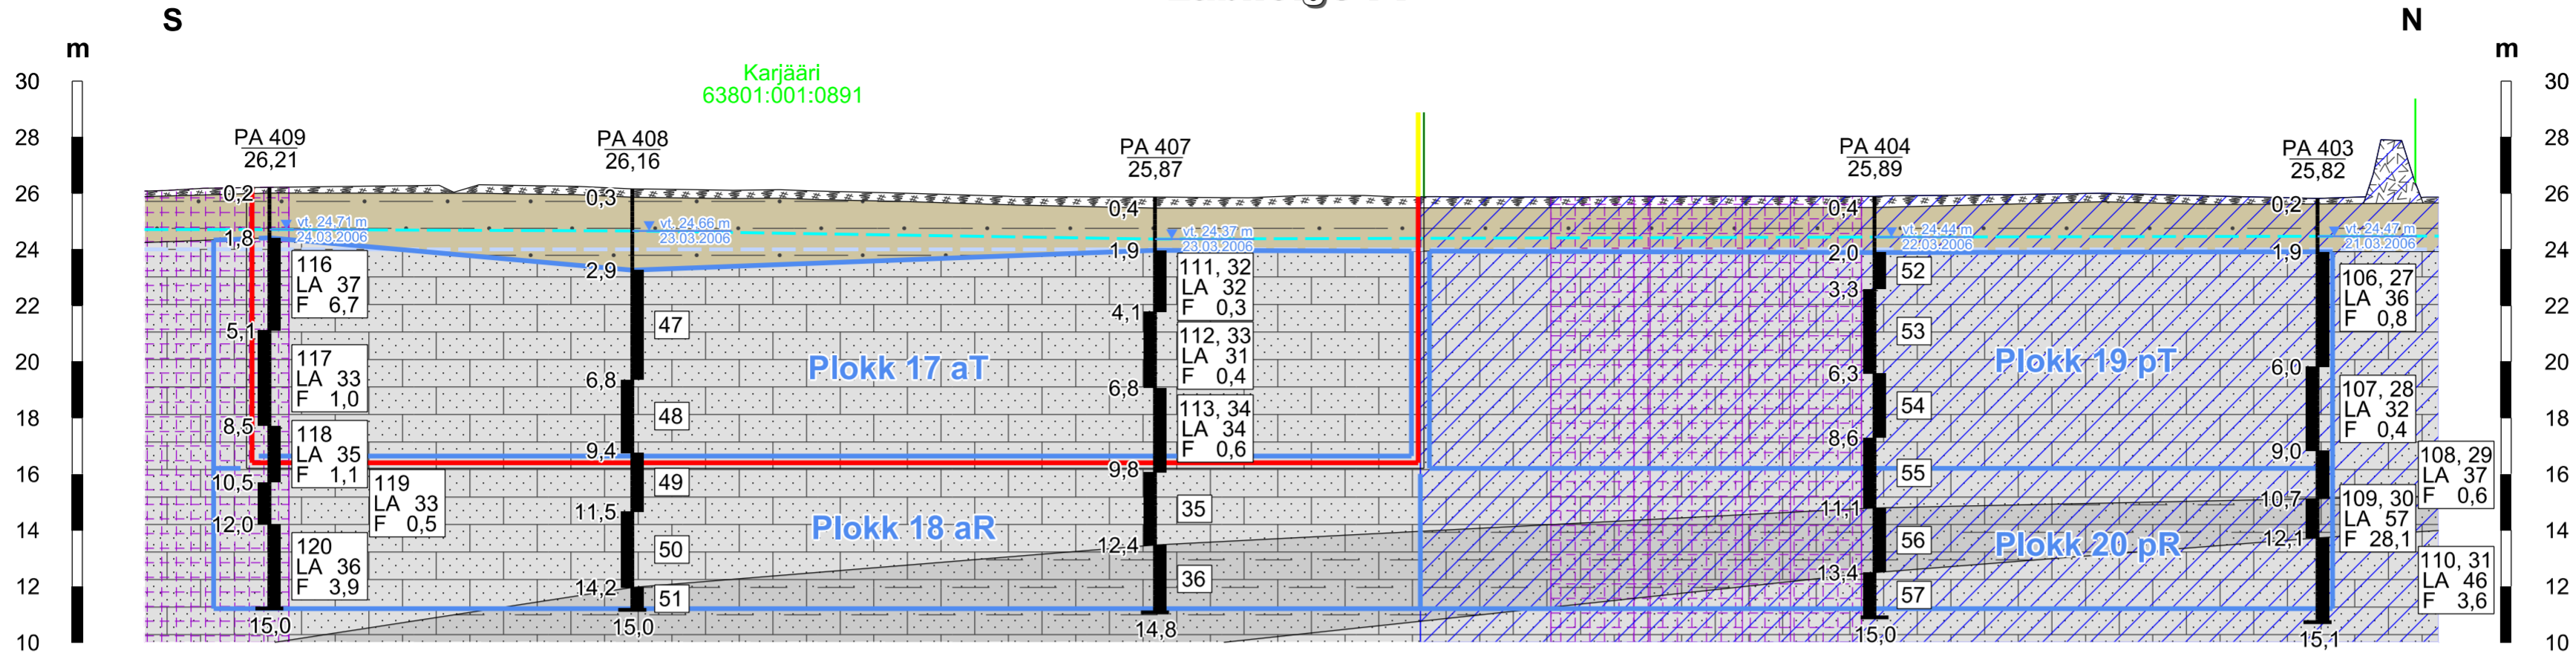 S
N
m
m
30
28
26
24
22
20
18
16
14
12
10
30
28
26
24
22
20
18
16
14
12
10
Karjääri
63801:001:0891
PA 409
26,21
0,2
vt. 24,71 m
24.03.2006
1,8
5,1
8,5
10,5
12,0
15,0
116
LA 37
F 6,7
117
LA 33
F 1,0
118
LA 35
F 1,1
119
LA 33
F 0,5
120
LA 36
F 3,9
PA 408
26,16
0,3
vt. 24,66 m
23.03.2006
2,9
6,8
9,4
11,5
14,2
15,0
47
48
49
50
51
Plokk 17 aT
Plokk 18 aR
PA 407
25,87
0,4
vt. 24,37 m
23.03.2006
1,9
4,1
6,8
9,8
12,4
14,8
111, 32
LA 32
F 0,3
112, 33
LA 31
F 0,4
113, 34
LA 34
F 0,6
35
36
PA 404
25,89
0,4
vt. 24,44 m
22.03.2006
2,0
3,3
6,3
8,6
11,1
13,4
15,0
52
53
54
55
56
57
Plokk 19 pT
Plokk 20 pR
PA 403
25,82
0,2
vt. 24,47 m
21.03.2006
1,9
6,0
9,0
10,7
12,1
15,1
106, 27
LA 36
F 0,8
107, 28
LA 32
F 0,4
108, 29
LA 37
F 0,6
109, 30
LA 57
F 28,1
110, 31
LA 46
F 3,6